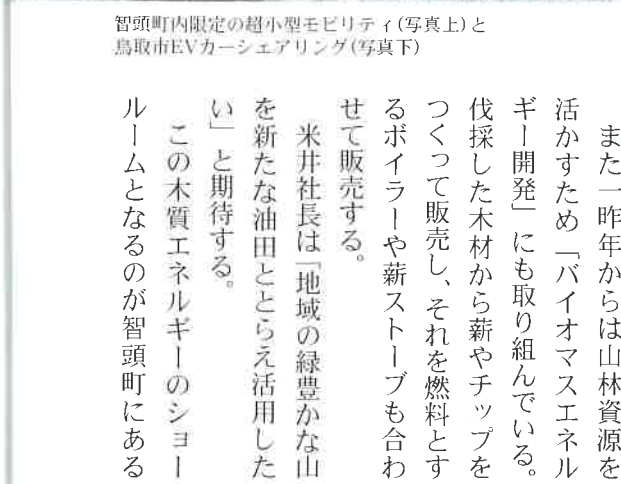 智頭町内限定の超小型モビリティ(写真上)と
鳥取市EVカーシェアリング(写真下)
また一昨年からは山林資源を
活かすため「バイオマスエネル
ギー開発」にも取り組んでいる。
伐採した木材から薪やチップを
つくって販売し、それを燃料とす
るボイラーや薪ストーブも合わ
せて販売する。
米井社長は「地域の緑豊かな山
を新たな油田ととらえ活用した
い」と期待する。
この木質エネルギーのショー
ルームとなるのが智頭町にある